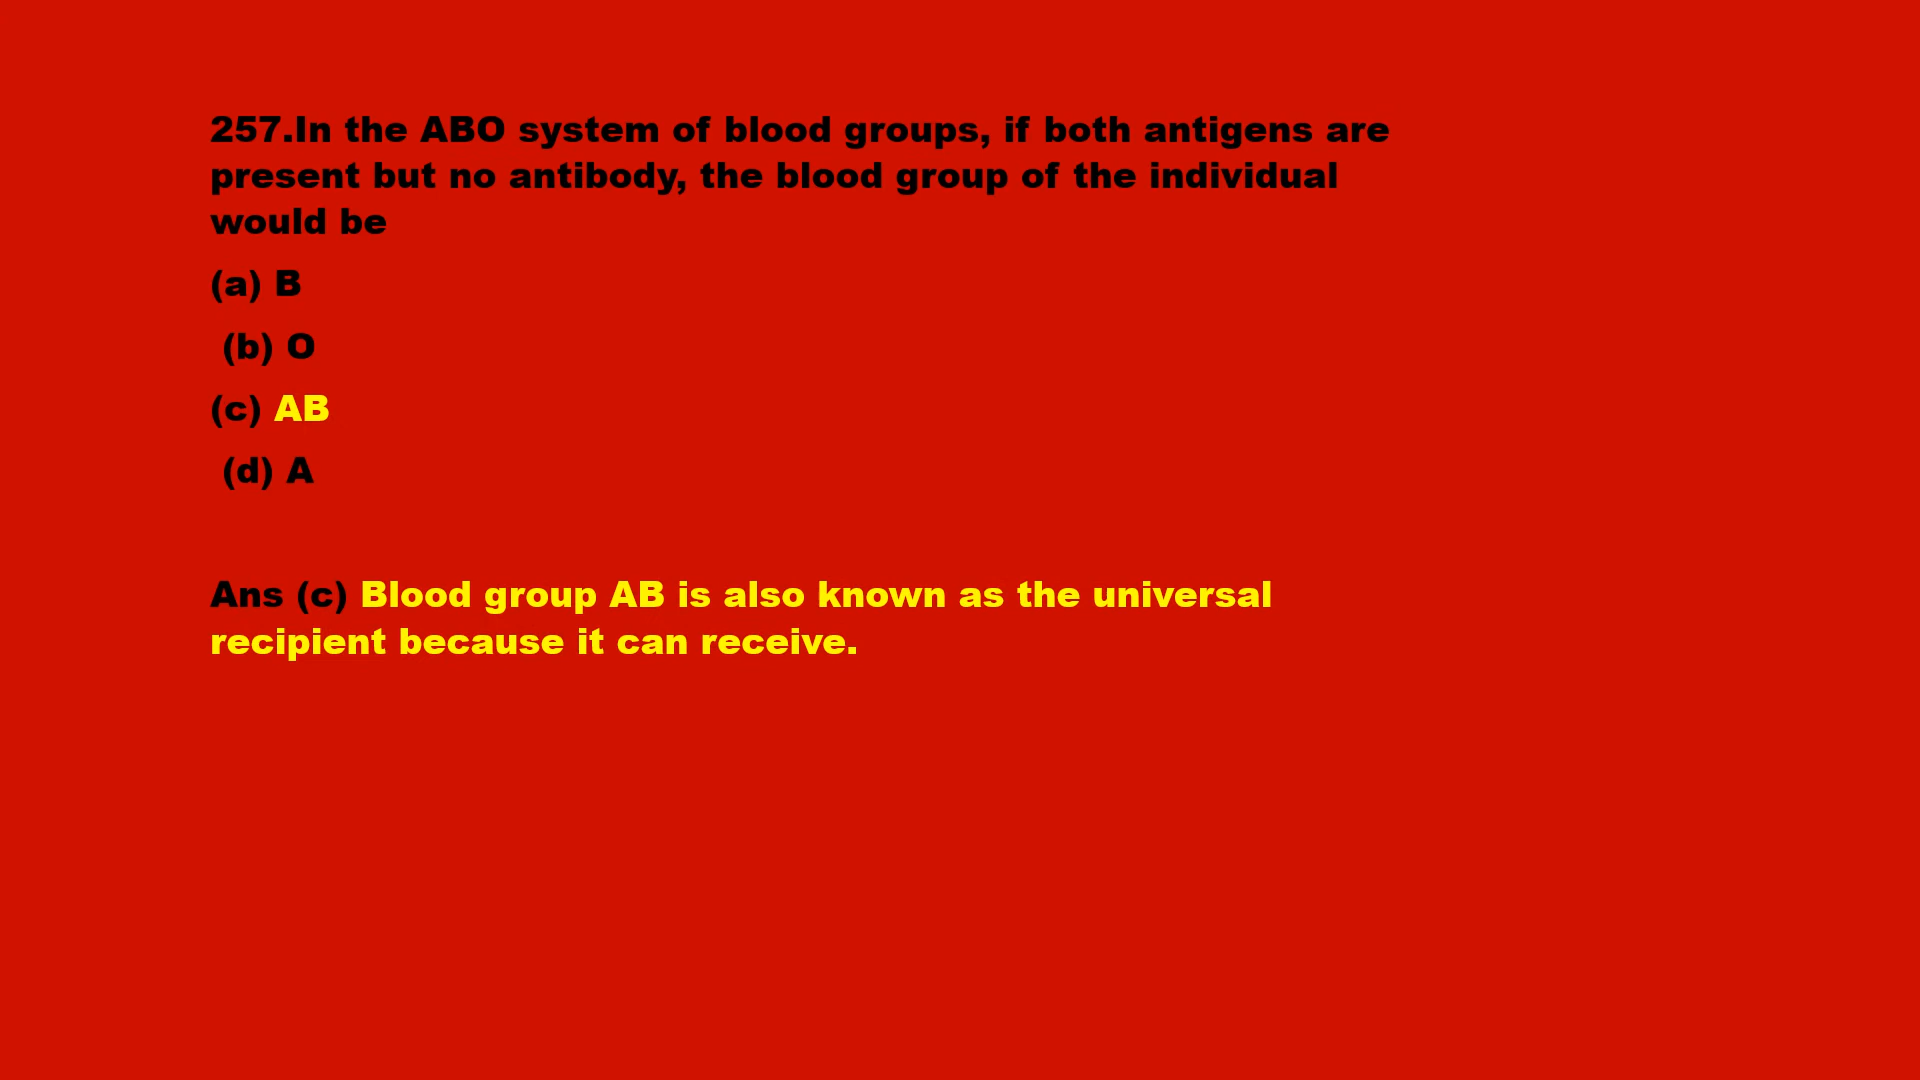 257.In the ABO system of blood groups, if both antigens are
present but no antibody, the blood group of the individual
would be
(a) B
(b) O
(c) AB
(d) A
Ans (c) Blood group AB is also known as the universal
recipient because it can receive.